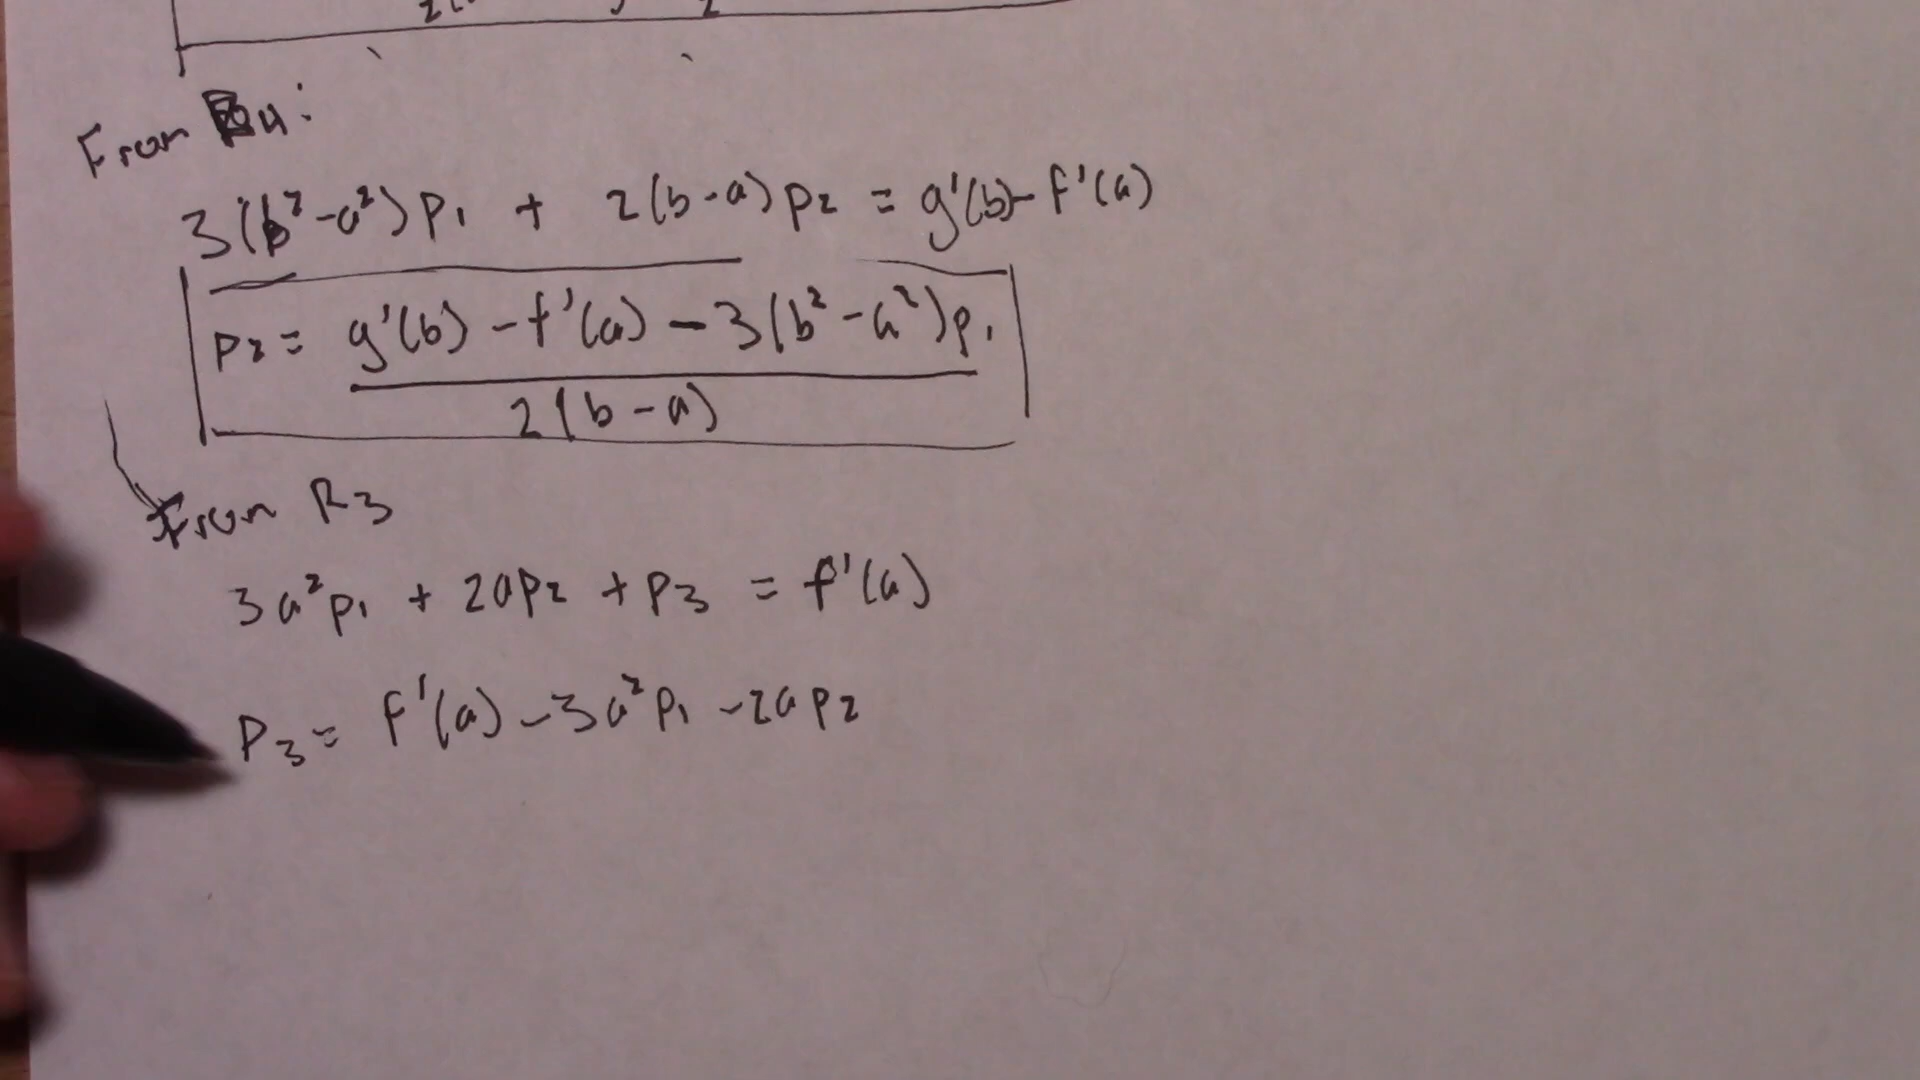 From 4:
3(b²-a²)p₁ + 2(b-a)p₂ = g'(b)-f'(a)
p₂ = g'(b) - f'(a) - 3(b²-a²)p₁
2(b-a)
From R3
3a²p₁ + 2ap₂ + p₃ = f'(a)
P₃ = f'(a) - 3a²p₁ - 2ap₂